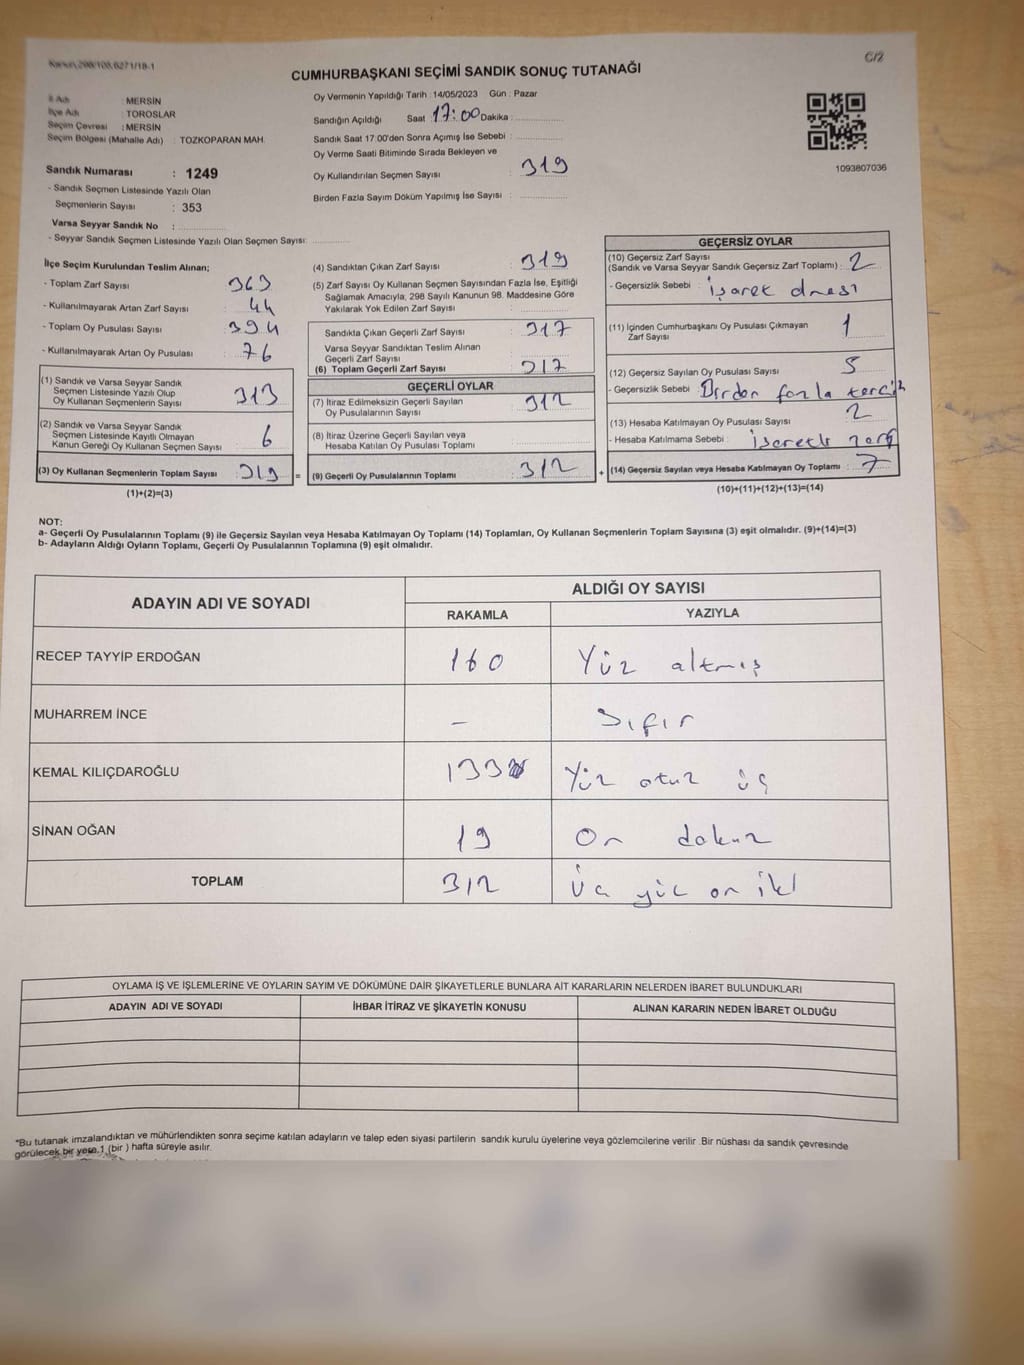 C/2
CUMHURBAŞKANI SEÇİMİ SANDIK SONUÇ TUTANAĞI
İl Adı : MERSİN
İlçe Adı : TOROSLAR
Seçim Çevresi : MERSİN
Seçim Bölgesi (Mahalle Adı) : TOZKOPARAN MAH.
Sandık Numarası : 1249
- Sandık Seçmen Listesinde Yazılı Olan
Seçmenlerin Sayısı : 353
Varsa Seyyar Sandık No :
- Seyyar Sandık Seçmen Listesinde Yazılı Olan Seçmen Sayısı:
Oy Vermenin Yapıldığı Tarih : 14/05/2023 Gün : Pazar
Sandığın Açıldığı Saat : 17:00 Dakika :
Sandık Saat 17:00'den Sonra Açımış İse Sebebi :
Oy Verme Saati Bitiminde Sırada Bekleyen ve
Oy Kullandırılan Seçmen Sayısı : 319
Birden Fazla Sayım Döküm Yapılmış İse Sayısı :
1093807036
İlçe Seçim Kurulundan Teslim Alınan;
- Toplam Zarf Sayısı : 363
- Kullanılmayarak Artan Zarf Sayısı : 44
- Toplam Oy Pusulası Sayısı : 394
- Kullanılmayarak Artan Oy Pusulası : 76
(1) Sandık ve Varsa Seyyar Sandık
Seçmen Listesinde Yazılı Olup
Oy Kullanan Seçmenlerin Sayısı : 313
(2) Sandık ve Varsa Seyyar Sandık
Seçmen Listesinde Kayıtlı Olmayan
Kanun Gereği Oy Kullanan Seçmen Sayısı : 6
(3) Oy Kullanan Seçmenlerin Toplam Sayısı : 319 =
(1)+(2)=(3)
(4) Sandıktan Çıkan Zarf Sayısı : 319
(5) Zarf Sayısı Oy Kullanan Seçmen Sayısından Fazla İse, Eşitliği
Sağlamak Amacıyla, 298 Sayılı Kanunun 98. Maddesine Göre
Yakılarak Yok Edilen Zarf Sayısı :
Sandıkta Çıkan Geçerli Zarf Sayısı : 317
Varsa Seyyar Sandıktan Teslim Alınan
Geçerli Zarf Sayısı :
(6) Toplam Geçerli Zarf Sayısı : 317
GEÇERLİ OYLAR
(7) İtiraz Edilmeksizin Geçerli Sayılan
Oy Pusulalarının Sayısı : 312
(8) İtiraz Üzerine Geçerli Sayılan veya
Hesaba Katılan Oy Pusulası Toplamı :
(9) Geçerli Oy Pusulalarının Toplamı : 312 +
GEÇERSİZ OYLAR
(10) Geçersiz Zarf Sayısı
(Sandık ve Varsa Seyyar Sandık Geçersiz Zarf Toplamı) : 2
- Geçersizlik Sebebi : işaret
(11) İçinden Cumhurbaşkanı Oy Pusulası Çıkmayan
Zarf Sayısı : 1
(12) Geçersiz Sayılan Oy Pusulası Sayısı : 5
- Geçersizlik Sebebi : Birden fazla tercih
(13) Hesaba Katılmayan Oy Pusulası Sayısı : 2
- Hesaba Katılmama Sebebi : işaretli zarf
(14) Geçersiz Sayılan veya Hesaba Katılmayan Oy Toplamı : 7
(10)+(11)+(12)+(13)=(14)
NOT:
a- Geçerli Oy Pusulalarının Toplamı (9) ile Geçersiz Sayılan veya Hesaba Katılmayan Oy Toplamı (14) Toplamları, Oy Kullanan Seçmenlerin Toplam Sayısına (3) eşit olmalıdır. (9)+(14)=(3)
b- Adayların Aldığı Oyların Toplamı, Geçerli Oy Pusulalarının Toplamına (9) eşit olmalıdır.
ADAYIN ADI VE SOYADI
ALDIĞI OY SAYISI
RAKAMLA YAZIYLA
RECEP TAYYİP ERDOĞAN 160 Yüz altmış
MUHARREM İNCE - Sıfır
KEMAL KILIÇDAROĞLU 133 Yüz otuz üç
SİNAN OĞAN 19 On dokuz
TOPLAM 312 Üç yüz on iki
OYLAMA İŞ VE İŞLEMLERİNE VE OYLARIN SAYIM VE DÖKÜMÜNE DAİR ŞİKAYETLERLE BUNLARA AİT KARARLARIN NELERDEN İBARET BULUNDUKLARI
ADAYIN ADI VE SOYADI İHBAR İTİRAZ VE ŞİKAYETİN KONUSU ALINAN KARARIN NEDEN İBARET OLDUĞU
"Bu tutanak imzalandıktan ve mühürlendikten sonra seçime katılan adayların ve talep eden siyasi partilerin sandık kurulu üyelerine veya gözlemcilerine verilir .Bir nüshası da sandık çevresinde
görülecek bir yere 1 (bir ) hafta süreyle asılır.